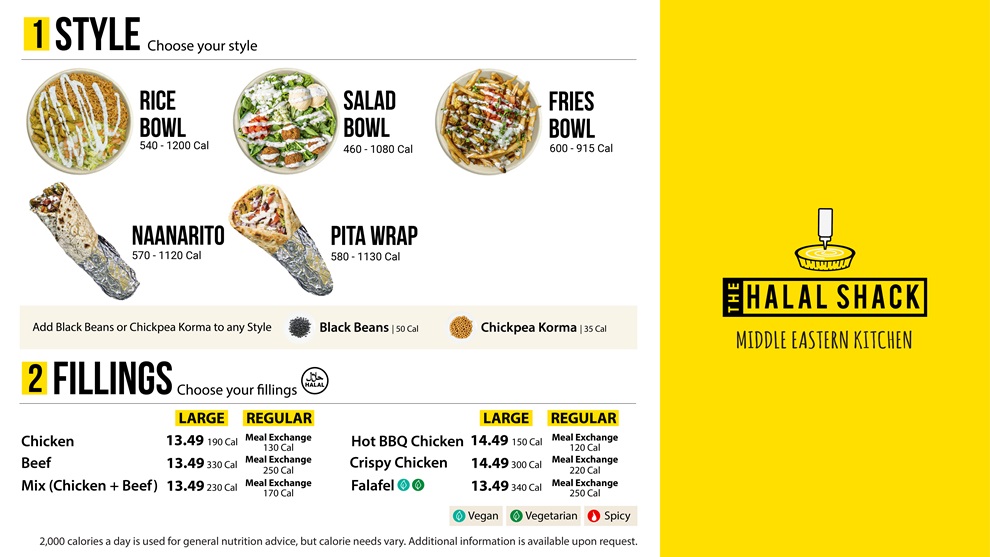 1 STYLE Choose your style
RICE
BOWL
540 - 1200 Cal
SALAD
BOWL
460 - 1080 Cal
FRIES
BOWL
600 - 915 Cal
NAANARITO
570 - 1120 Cal
PITA WRAP
580 - 1130 Cal
Add Black Beans or Chickpea Korma to any Style Black Beans | 50 Cal Chickpea Korma | 35 Cal
2 FILLINGS Choose your fillings حلال HALAL
LARGE REGULAR
Chicken 13.49 190 Cal Meal Exchange
130 Cal
Beef 13.49 330 Cal Meal Exchange
250 Cal
Mix (Chicken + Beef) 13.49 230 Cal Meal Exchange
170 Cal
LARGE REGULAR
Hot BBQ Chicken 14.49 150 Cal Meal Exchange
120 Cal
Crispy Chicken 14.49 300 Cal Meal Exchange
220 Cal
Falafel 13.49 340 Cal Meal Exchange
250 Cal
Vegan Vegetarian Spicy
2,000 calories a day is used for general nutrition advice, but calorie needs vary. Additional information is available upon request.
THE HALAL SHACK
MIDDLE EASTERN KITCHEN